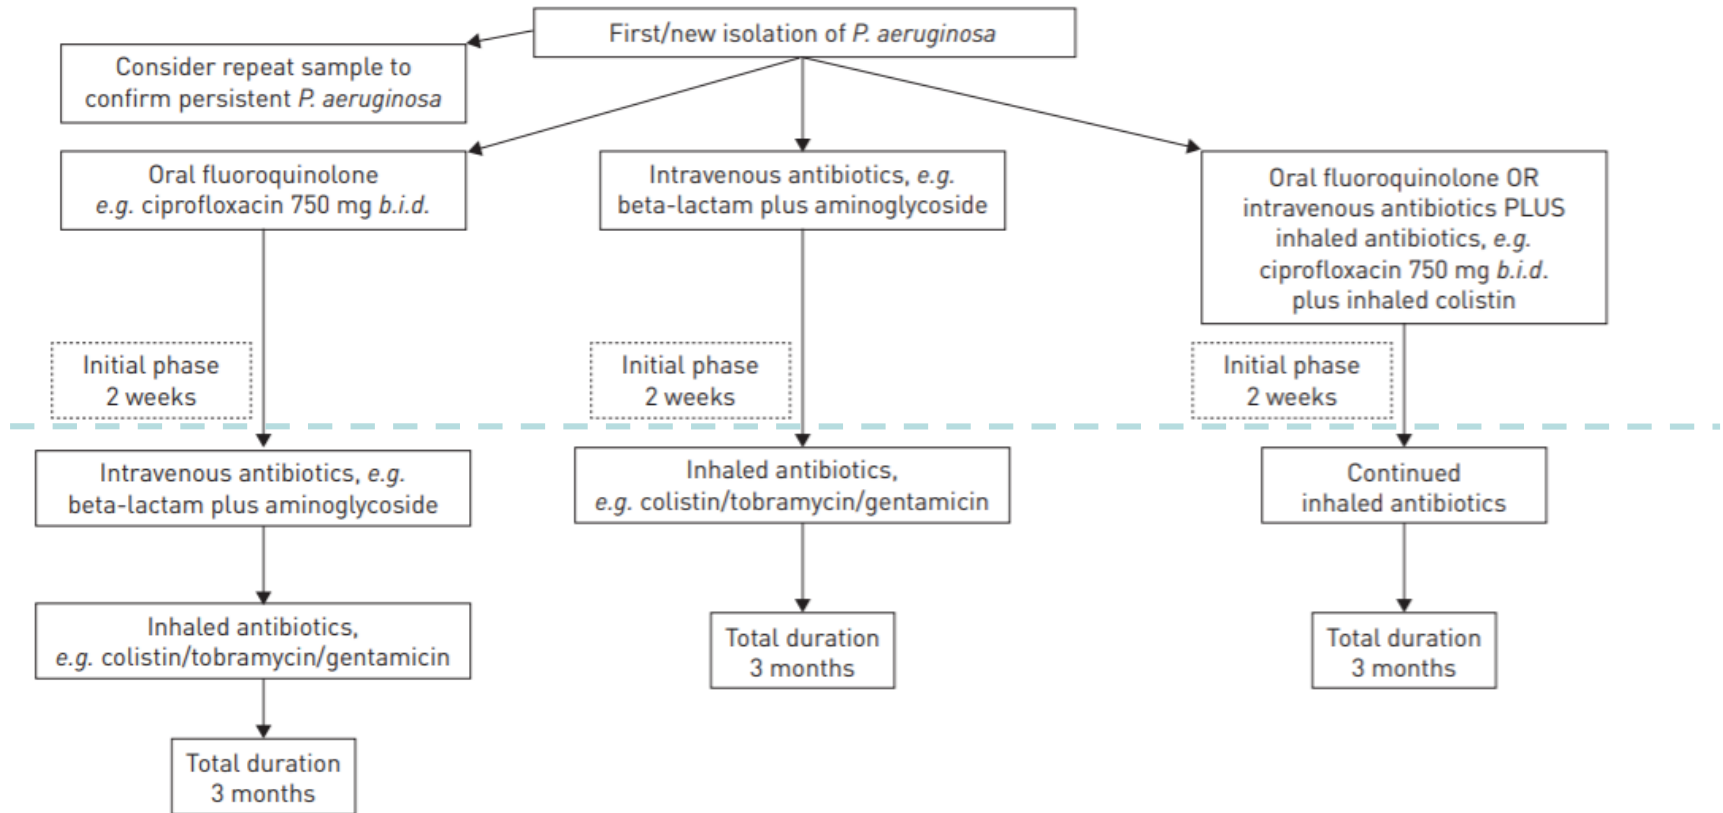 First/new isolation of P. aeruginosa
Consider repeat sample to
confirm persistent P. aeruginosa
Oral fluoroquinolone
e.g. ciprofloxacin 750 mg b.i.d.
Intravenous antibiotics, e.g.
beta-lactam plus aminoglycoside
Oral fluoroquinolone OR
intravenous antibiotics PLUS
inhaled antibiotics, e.g.
ciprofloxacin 750 mg b.i.d.
plus inhaled colistin
Initial phase
2 weeks
Initial phase
2 weeks
Initial phase
2 weeks
Intravenous antibiotics, e.g.
beta-lactam plus aminoglycoside
Inhaled antibiotics,
e.g. colistin/tobramycin/gentamicin
Continued
inhaled antibiotics
Inhaled antibiotics,
e.g. colistin/tobramycin/gentamicin
Total duration
3 months
Total duration
3 months
Total duration
3 months